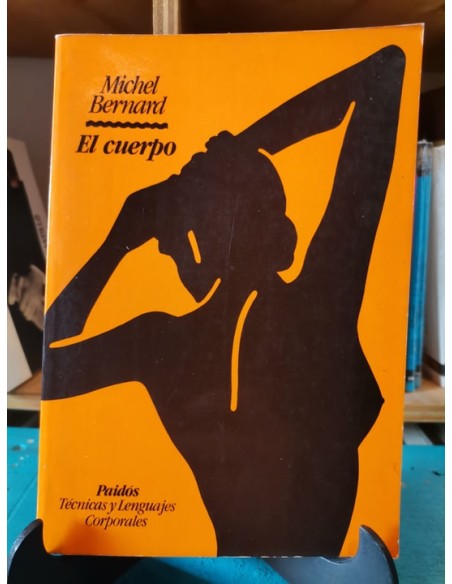 Michel
Bernard
El cuerpo
Paidós
Técnicas y Lenguajes
Corporales